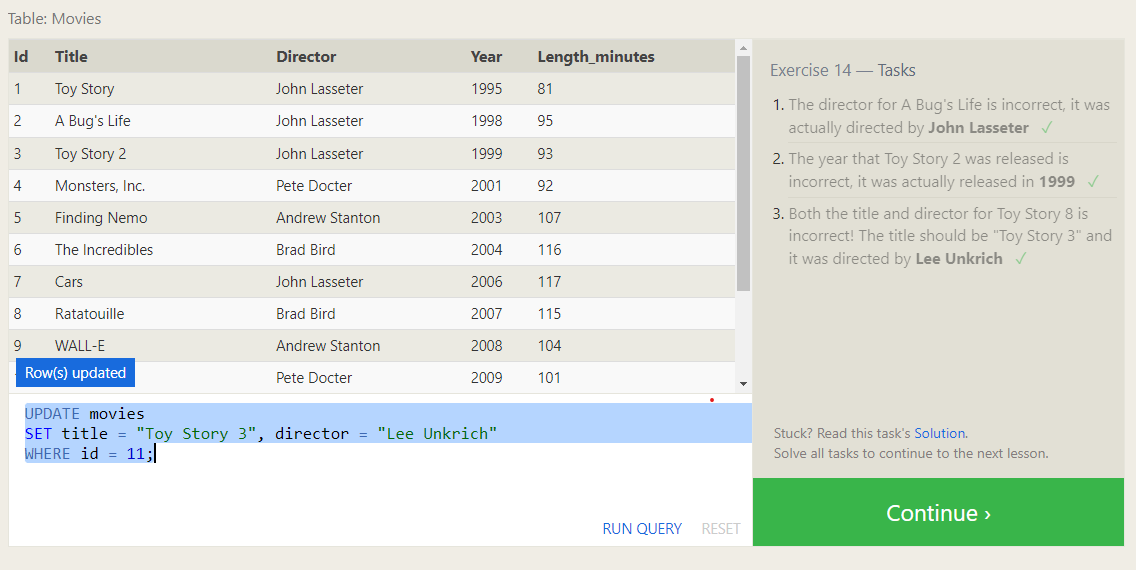 Table: Movies
Id Title Director Year Length_minutes
1 Toy Story John Lasseter 1995 81
2 A Bug's Life John Lasseter 1998 95
3 Toy Story 2 John Lasseter 1999 93
4 Monsters, Inc. Pete Docter 2001 92
5 Finding Nemo Andrew Stanton 2003 107
6 The Incredibles Brad Bird 2004 116
7 Cars John Lasseter 2006 117
8 Ratatouille Brad Bird 2007 115
9 WALL-E Andrew Stanton 2008 104
Pete Docter 2009 101
Row(s) updated
UPDATE movies
SET title = "Toy Story 3", director = "Lee Unkrich"
WHERE id = 11;
RUN QUERY RESET
Exercise 14 — Tasks
1. The director for A Bug's Life is incorrect, it was
actually directed by John Lasseter ✓
2. The year that Toy Story 2 was released is
incorrect, it was actually released in 1999 ✓
3. Both the title and director for Toy Story 8 is
incorrect! The title should be "Toy Story 3" and
it was directed by Lee Unkrich ✓
Stuck? Read this task's Solution.
Solve all tasks to continue to the next lesson.
Continue ›